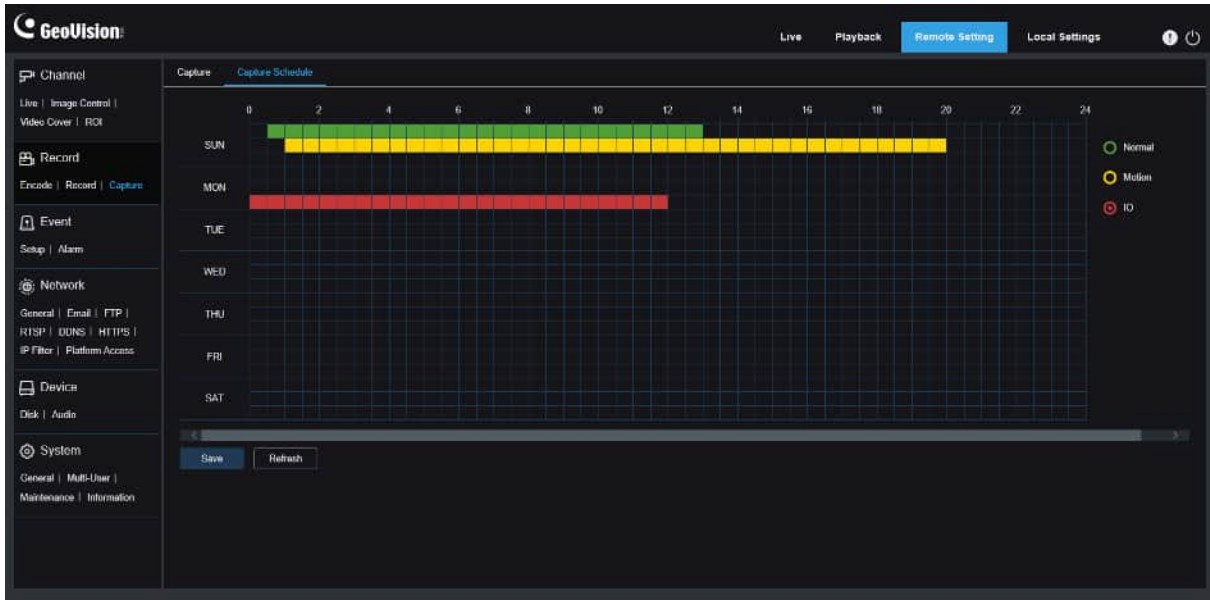 GeoVision
Live Playback Remote Setting Local Settings
Channel
Live | Image Control |
Video Cover | ROI
Record
Encode | Record | Capture
Event
Setup | Alarm
Network
General | Email | FTP |
RTSP | DDNS | HTTPS |
IP Filter | Platform Access
Device
Disk | Audio
System
General | Multi-User |
Maintenance | Information
Capture Capture Schedule
0 2 4 6 8 10 12 14 16 18 20 22 24
SUN
MON
TUE
WED
THU
FRI
SAT
Normal
Motion
IO
Save Refresh